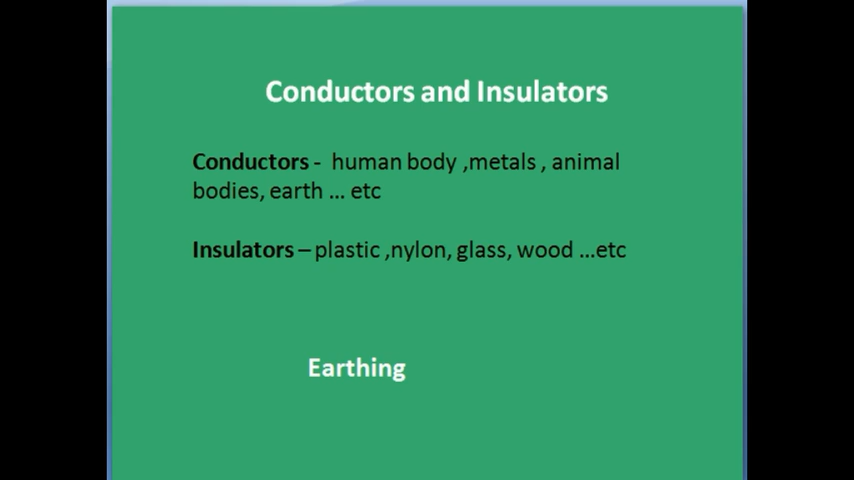 Conductors and Insulators
Conductors - human body ,metals , animal
bodies, earth ... etc
Insulators – plastic ,nylon, glass, wood ...etc
Earthing